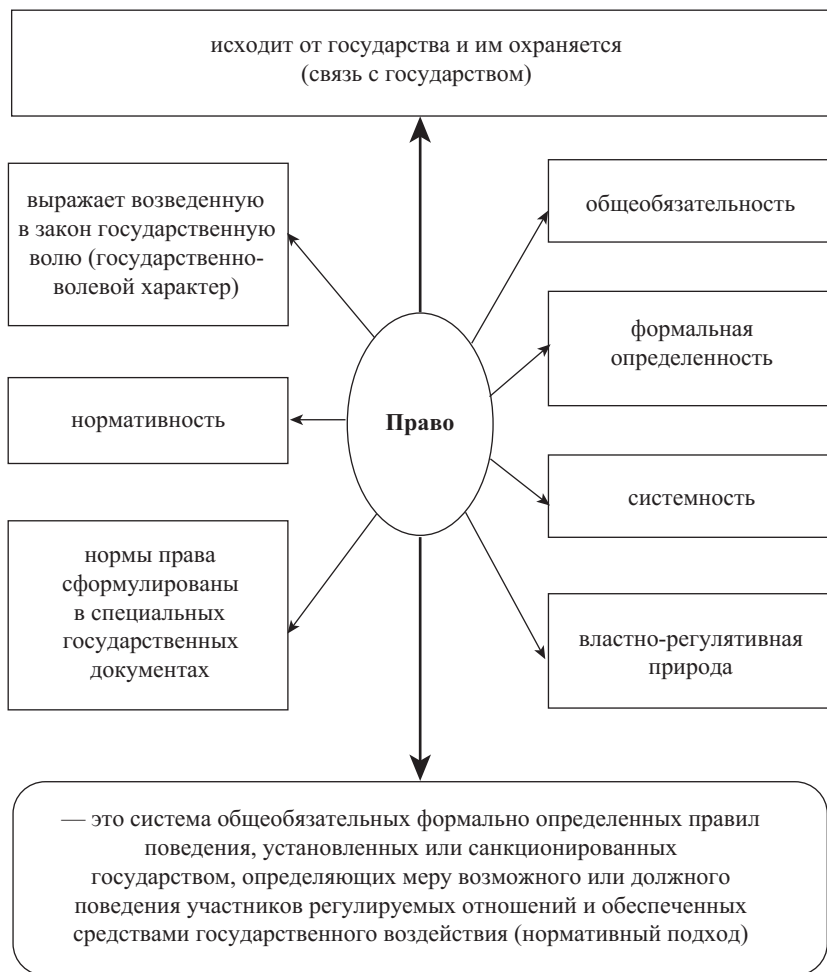 исходит от государства и им охраняется
(связь с государством)
выражает возведенную
в закон государственную
волю (государственно-
волевой характер)
общеобязательность
формальная
определенность
нормативность
Право
системность
нормы права
сформулированы
в специальных
государственных
документах
властно-регулятивная
природа
— это система общеобязательных формально определенных правил
поведения, установленных или санкционированных
государством, определяющих меру возможного или должного
поведения участников регулируемых отношений и обеспеченных
средствами государственного воздействия (нормативный подход)